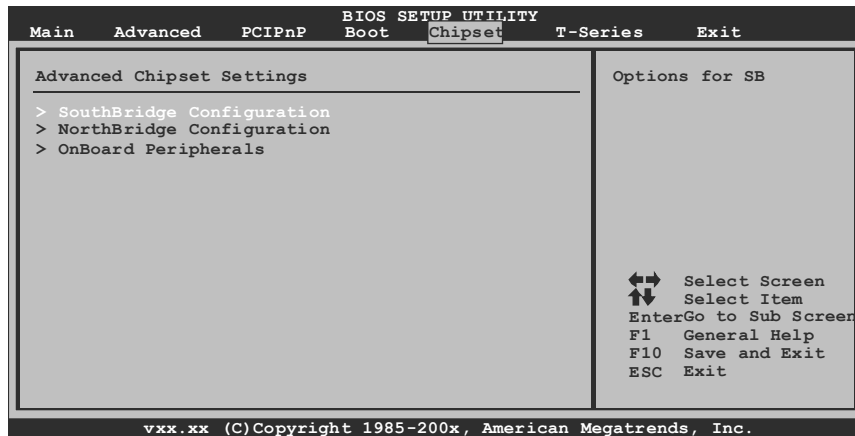 BIOS SETUP UTILITY
Main Advanced PCIPnP Boot Chipset T-Series Exit
Advanced Chipset Settings
> SouthBridge Configuration
> NorthBridge Configuration
> OnBoard Peripherals
Options for SB
Select Screen
Select Item
Enter Go to Sub Screen
F1 General Help
F10 Save and Exit
ESC Exit
vxx.xx (C)Copyright 1985-200x, American Megatrends, Inc.